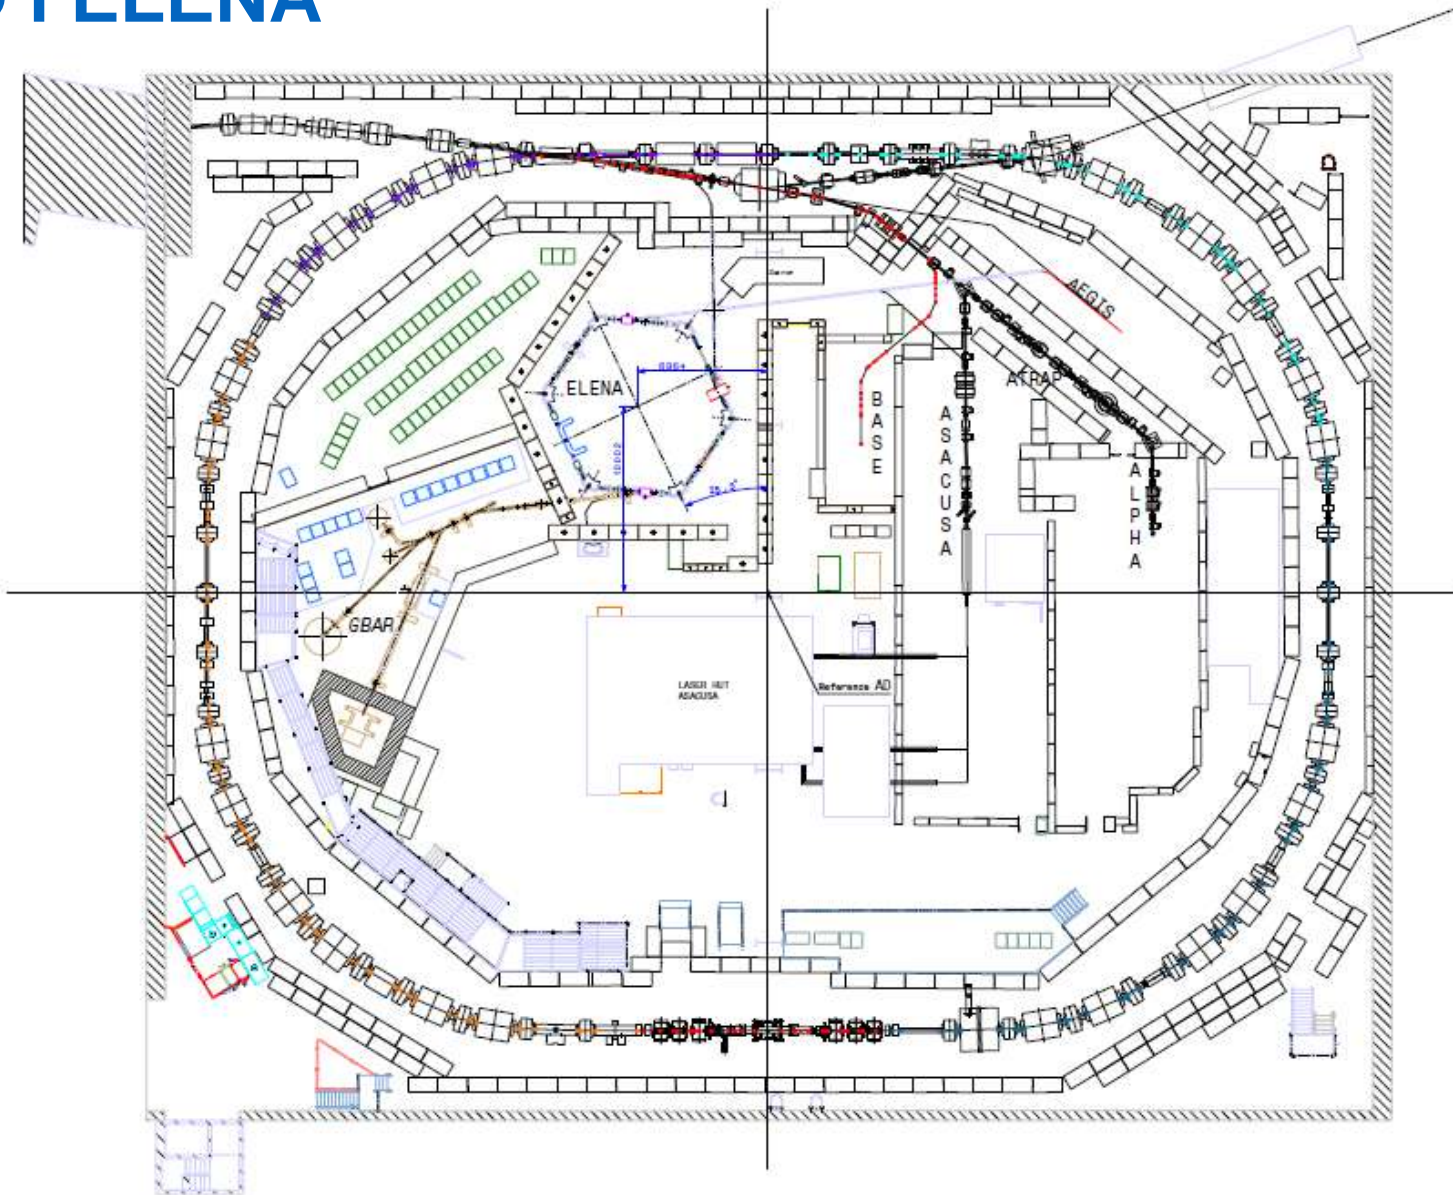 ELENA
AEGIS
ELENA
ATRAP
BASE
ASACUSA
ALPHA
GBAR
LASER HUT
ASACUSA
Reference AD